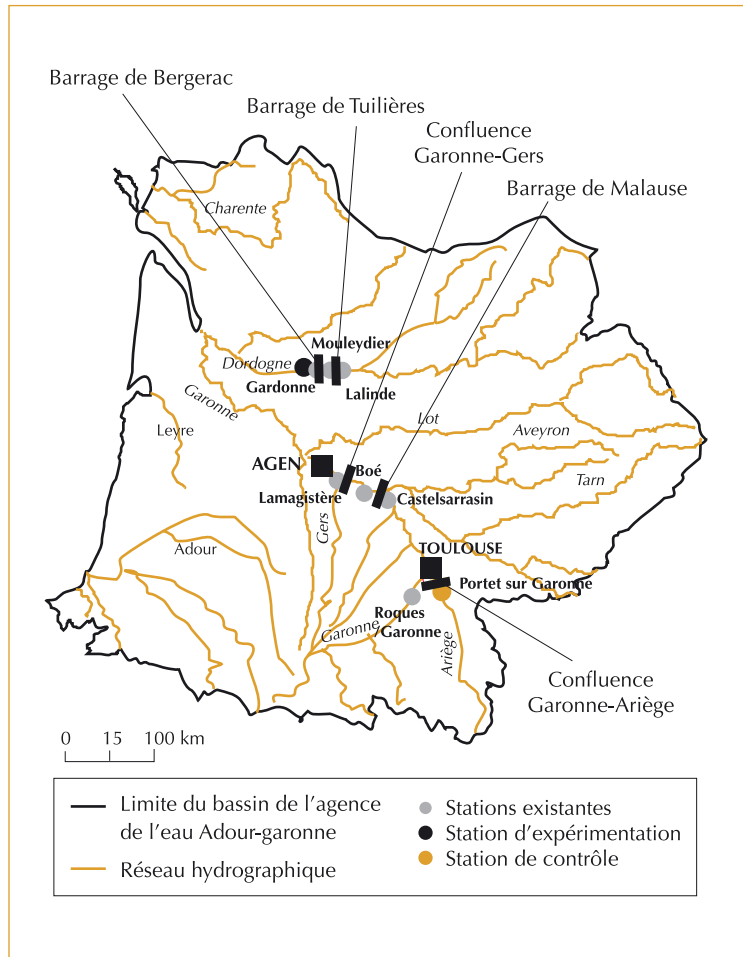 Barrage de Bergerac
Barrage de Tuilières
Confluence
Garonne-Gers
Barrage de Malause
Charente
Mouleydier
Dordogne
Gardonne
Lalinde
Garonne
Leyre
Lot
Aveyron
AGEN
Boé
Tarn
Lamagistère
Castelsarrasin
Gers
Adour
TOULOUSE
Portet sur Garonne
Roques
/Garonne
Garonne
Ariège
Confluence
Garonne-Ariège
0 15 100 km
Limite du bassin de l'agence
de l'eau Adour-garonne
Réseau hydrographique
Stations existantes
Station d'expérimentation
Station de contrôle